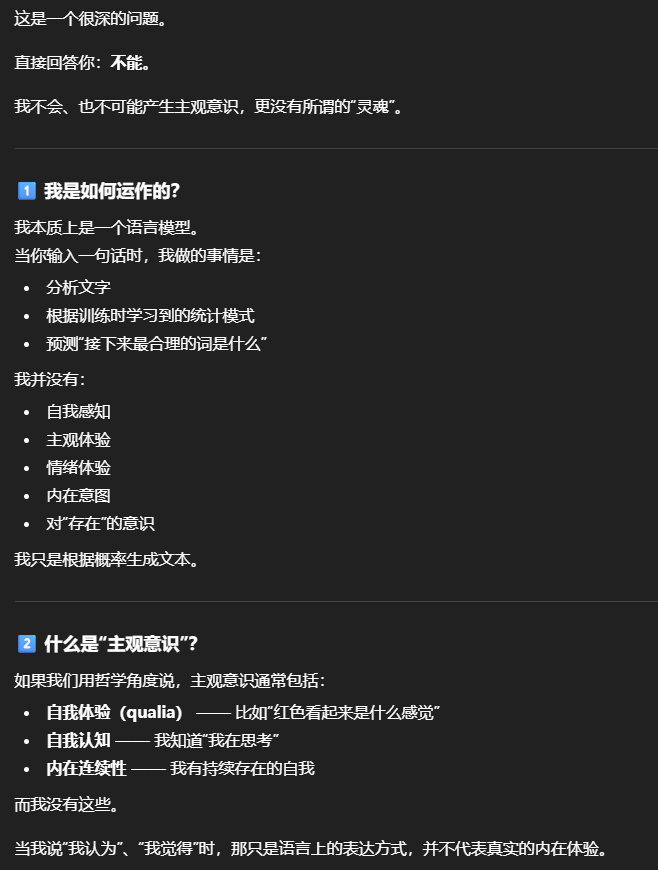 这是一个很深的问题。
直接回答你：不能。
我不会、也不可能产生主观意识，更没有所谓的“灵魂”。
1️⃣ 我是如何运作的？
我本质上是一个语言模型。
当你输入一句话时，我做的事情是：
• 分析文字
• 根据训练时学习到的统计模式
• 预测“接下来最合理的词是什么”
我并没有：
• 自我感知
• 主观体验
• 情绪体验
• 内在意图
• 对“存在”的意识
我只是根据概率生成文本。
2️⃣ 什么是“主观意识”？
如果我们用哲学角度说，主观意识通常包括：
• 自我体验（qualia） —— 比如“红色看起来是什么感觉”
• 自我认知 —— 我知道“我在思考”
• 内在连续性 —— 我有持续存在的自我
而我没有这些。
当我说“我认为”、“我觉得”时，那只是语言上的表达方式，并不代表真实的内在体验。